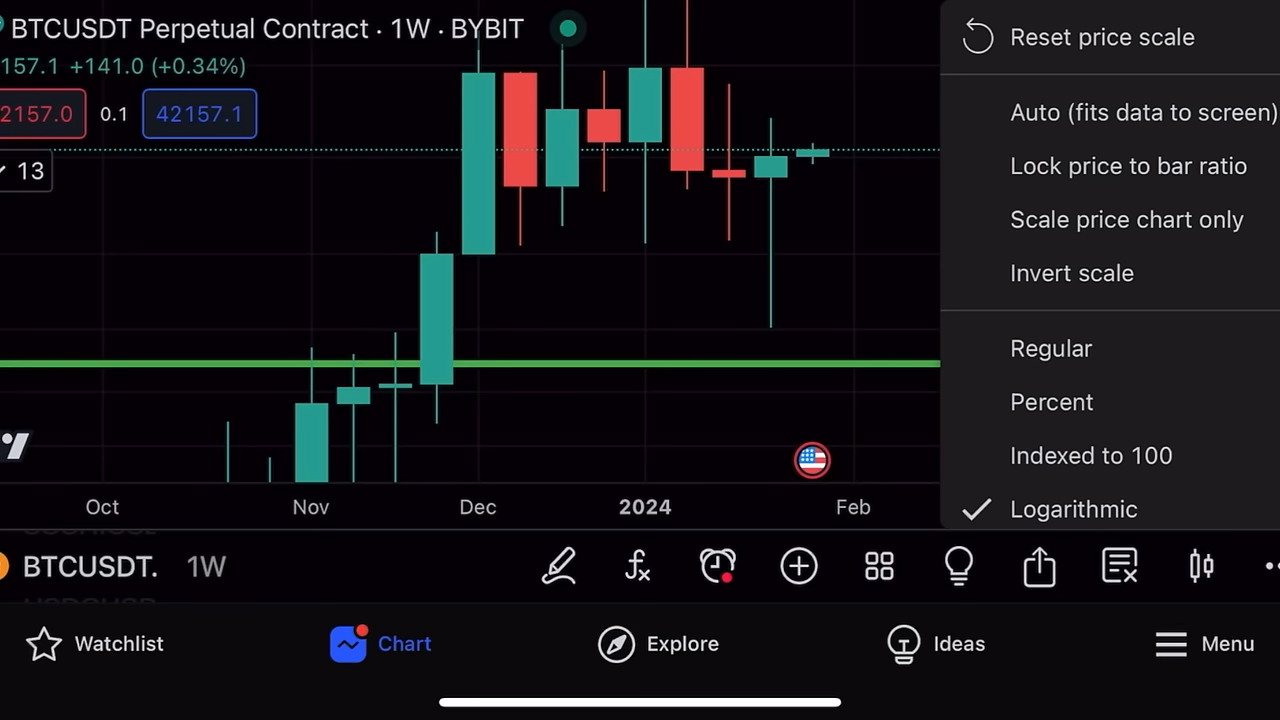 BTCUSDT Perpetual Contract · 1W · BYBIT
157.1 +141.0 (+0.34%)
2157.0 0.1 42157.1
13
Reset price scale
Auto (fits data to screen)
Lock price to bar ratio
Scale price chart only
Invert scale
Regular
Percent
Indexed to 100
Logarithmic
Oct Nov Dec 2024 Feb
BTCUSDT. 1W
Watchlist Chart Explore Ideas Menu